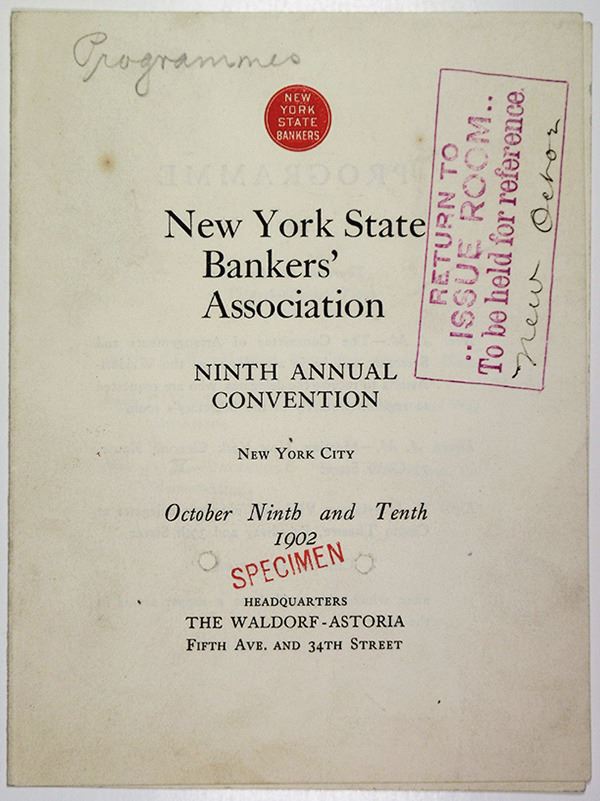 Programmes
NEW
YORK
STATE
BANKERS
New York State
Bankers'
Association
NINTH ANNUAL
CONVENTION
NEW YORK CITY
October Ninth and Tenth
1902
SPECIMEN
HEADQUARTERS
THE WALDORF-ASTORIA
FIFTH AVE. AND 34TH STREET
RETURN TO
..ISSUE ROOM..
To be held for reference.
New
PROGRAMME